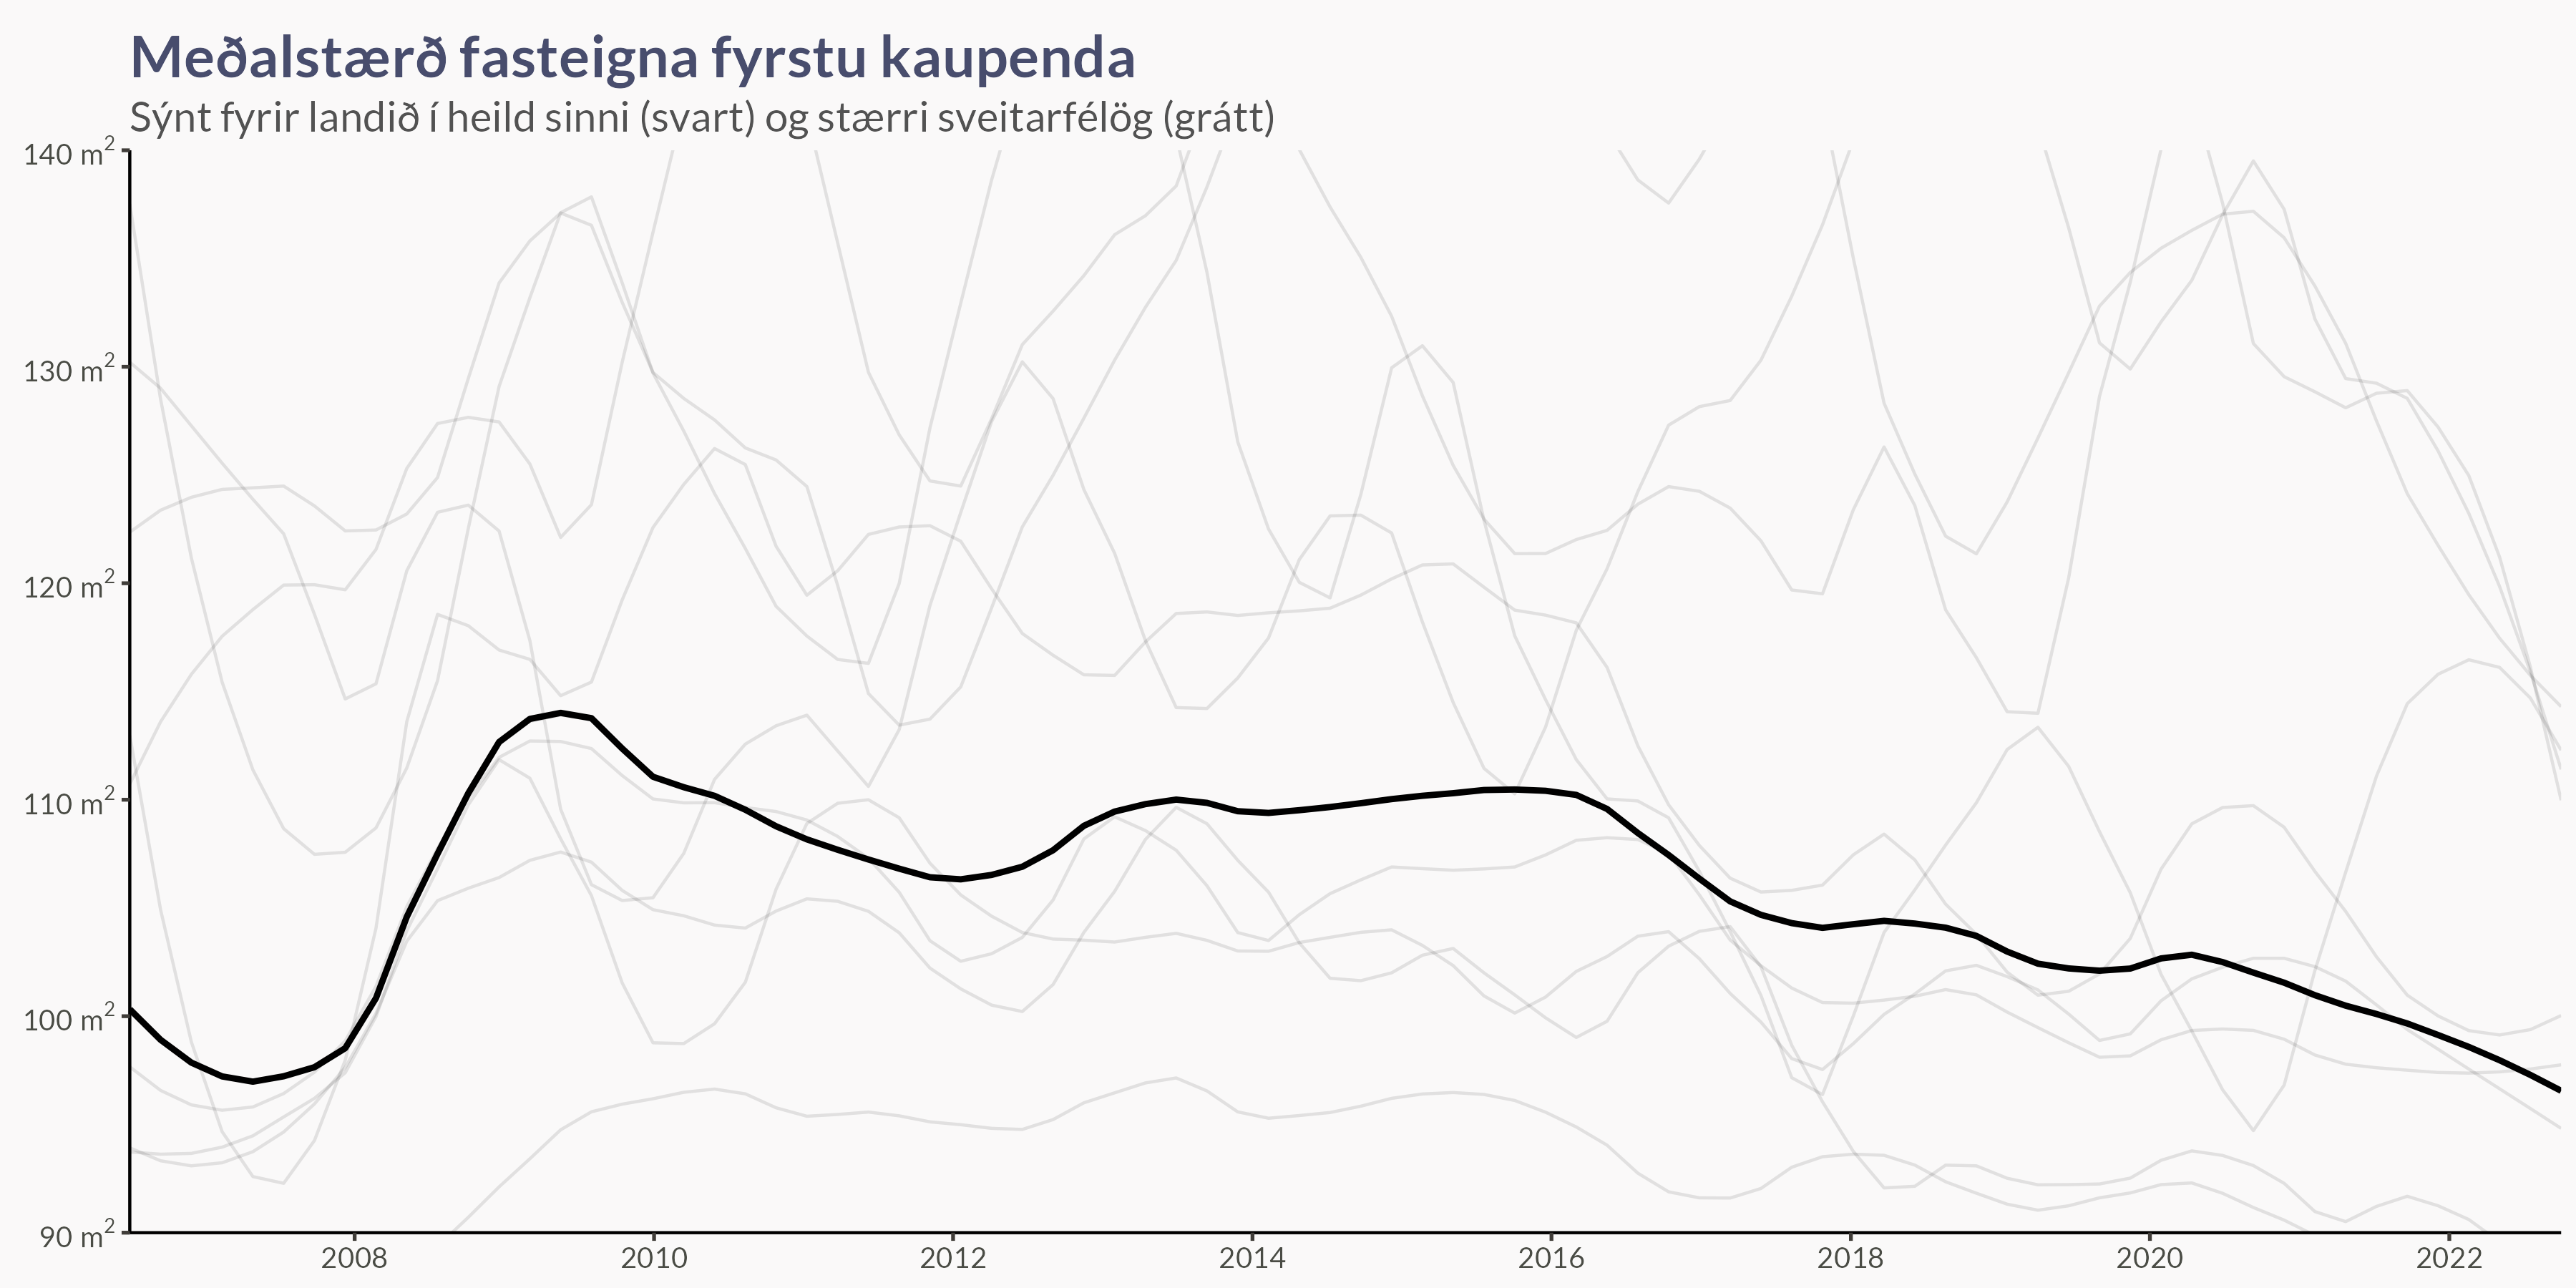 Meðalstærð fasteigna fyrstu kaupenda
Sýnt fyrir landið í heild sinni (svart) og stærri sveitarfélög (grátt)
140 m²
130 m²
120 m²
110 m²
100 m²
90 m²
2008 2010 2012 2014 2016 2018 2020 2022